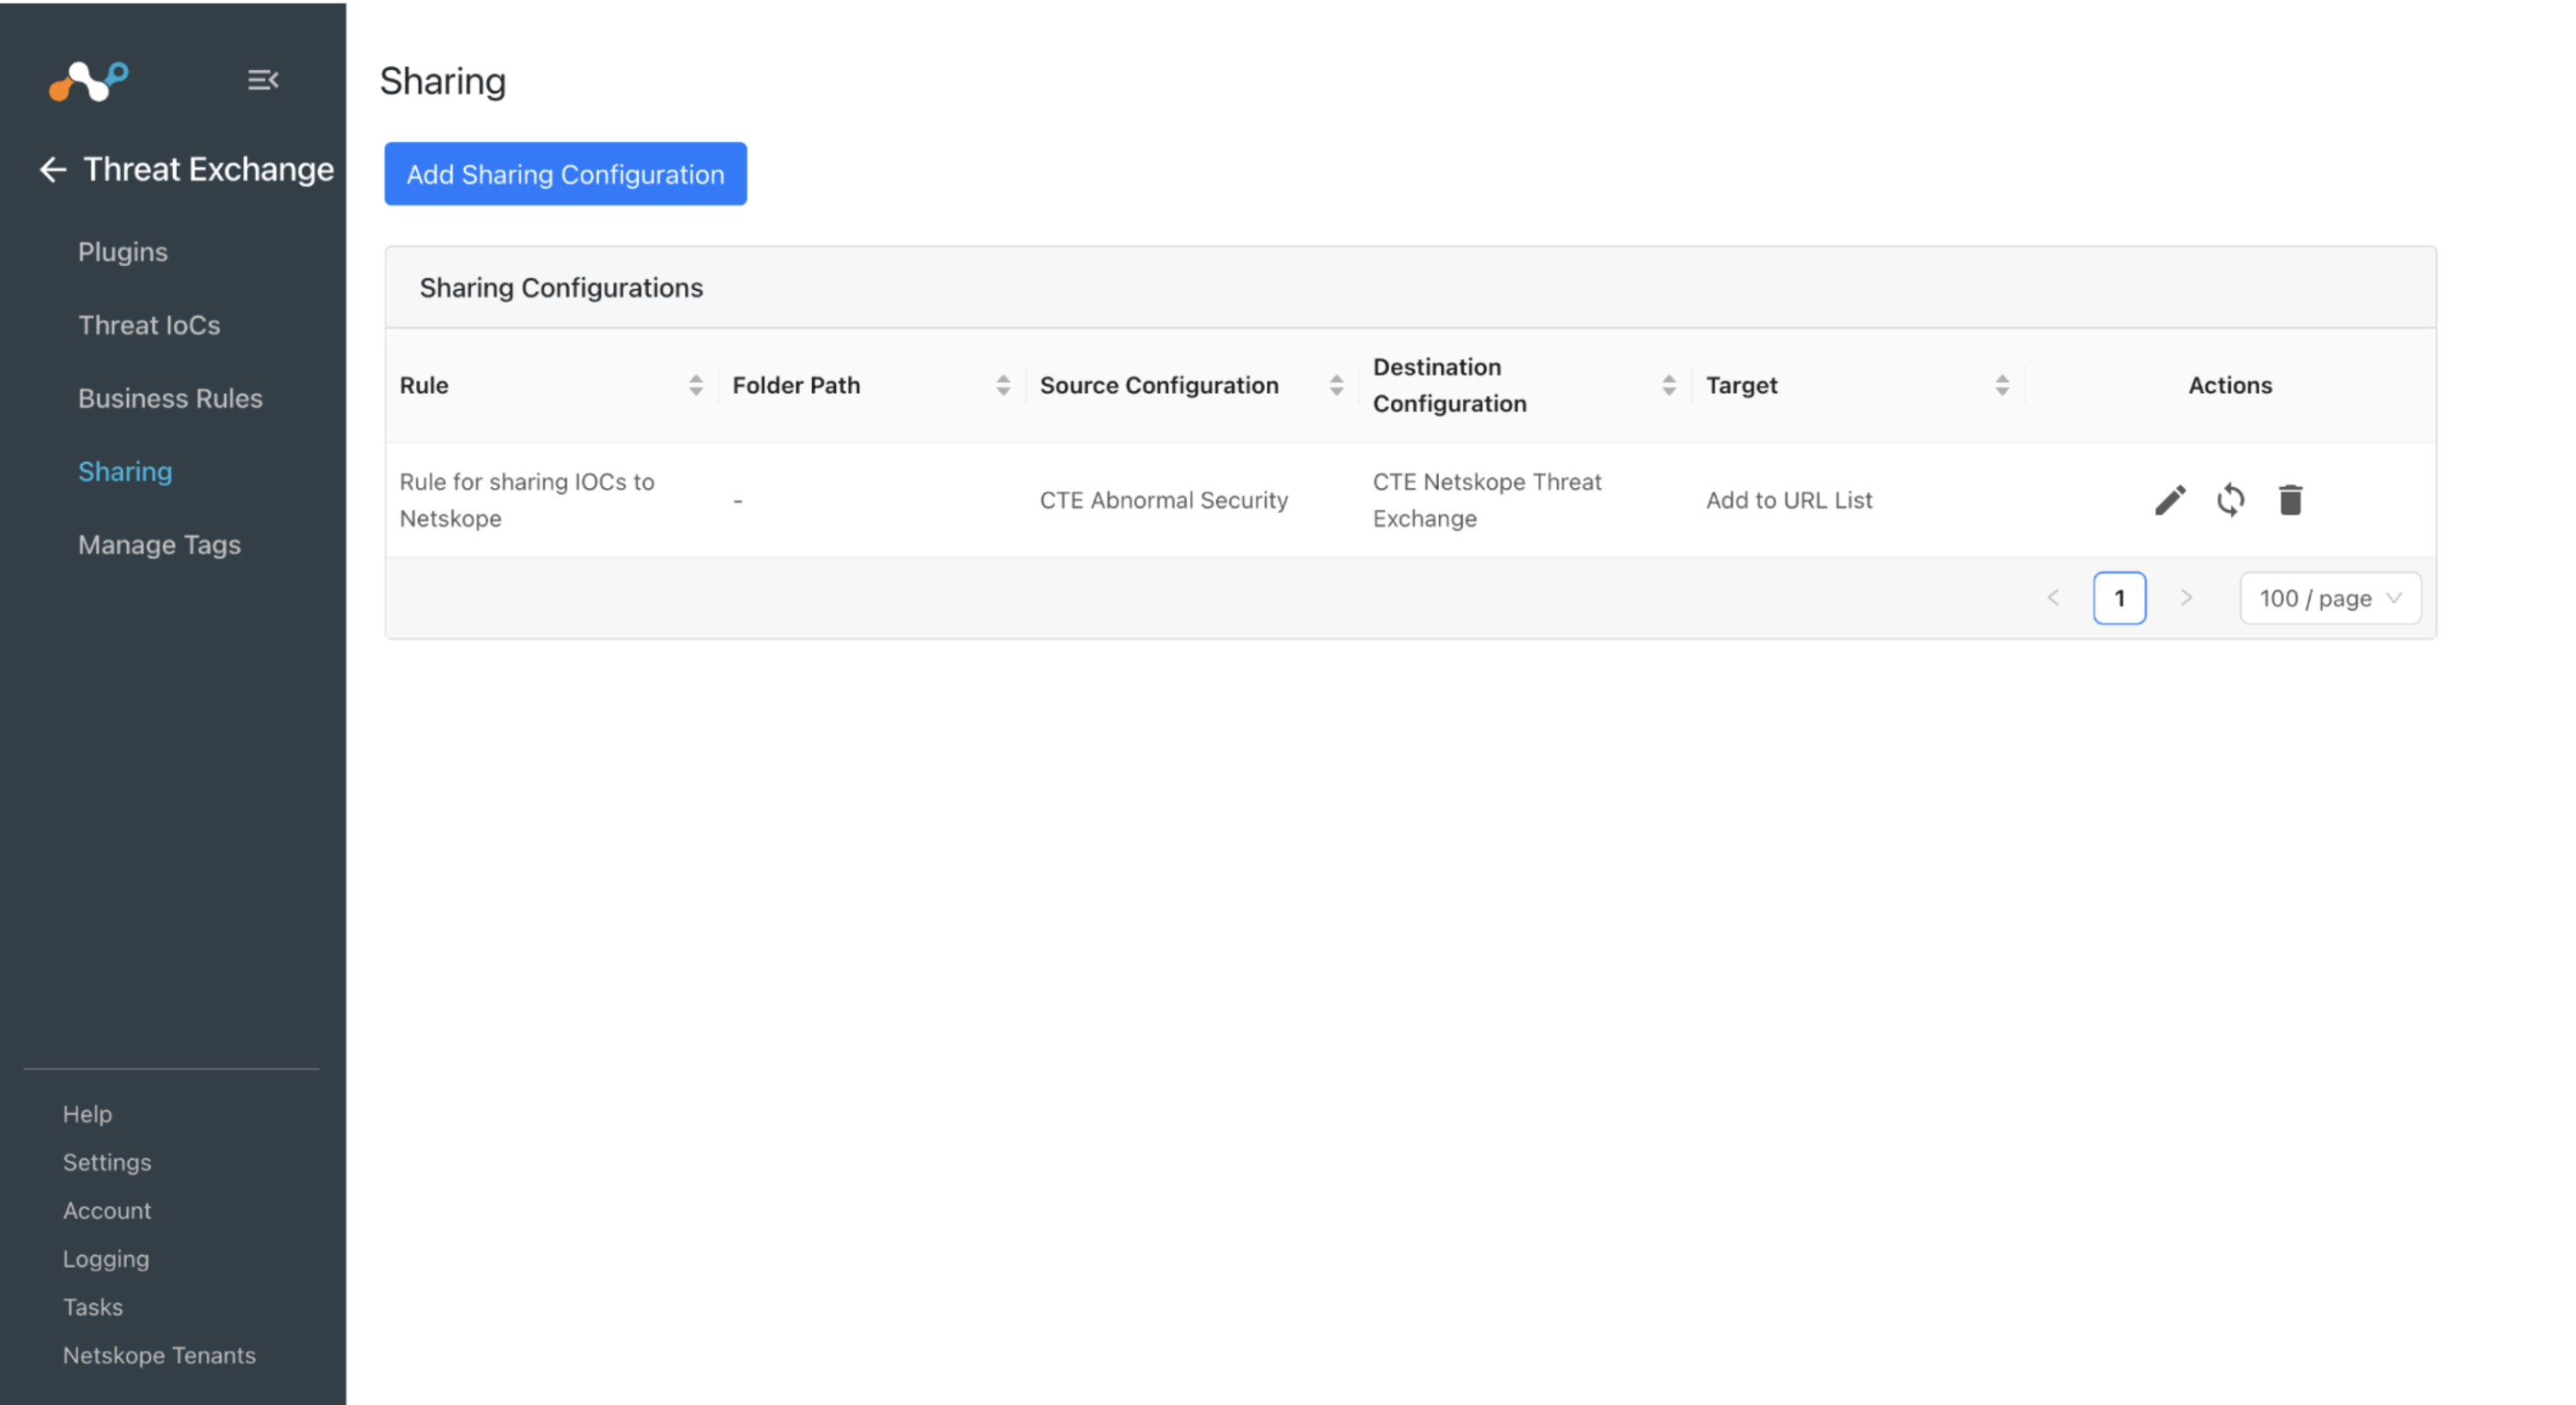 Threat Exchange
Plugins
Threat IoCs
Business Rules
Sharing
Manage Tags
Help
Settings
Account
Logging
Tasks
Netskope Tenants
Sharing
Add Sharing Configuration
Sharing Configurations
Rule
Folder Path
Source Configuration
Destination
Configuration
Target
Actions
Rule for sharing IOCs to
Netskope
-
CTE Abnormal Security
CTE Netskope Threat
Exchange
Add to URL List
< 1 > 100 / page